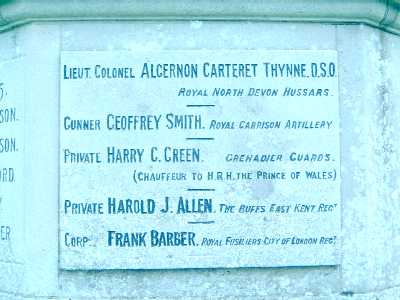 LIEUT. COLONEL ALGERNON CARTERET THYNNE. D.S.O.
ROYAL NORTH DEVON HUSSARS.
GUNNER GEOFFREY SMITH. ROYAL GARRISON ARTILLERY
PRIVATE HARRY C. GREEN. GRENADIER GUARDS.
(CHAUFFEUR TO H.R.H. THE PRINCE OF WALES)
PRIVATE HAROLD J. ALLEN. THE BUFFS EAST KENT REGT
CORP.. FRANK BARBER. ROYAL FUSILIERS·CITY OF LONDON REGT